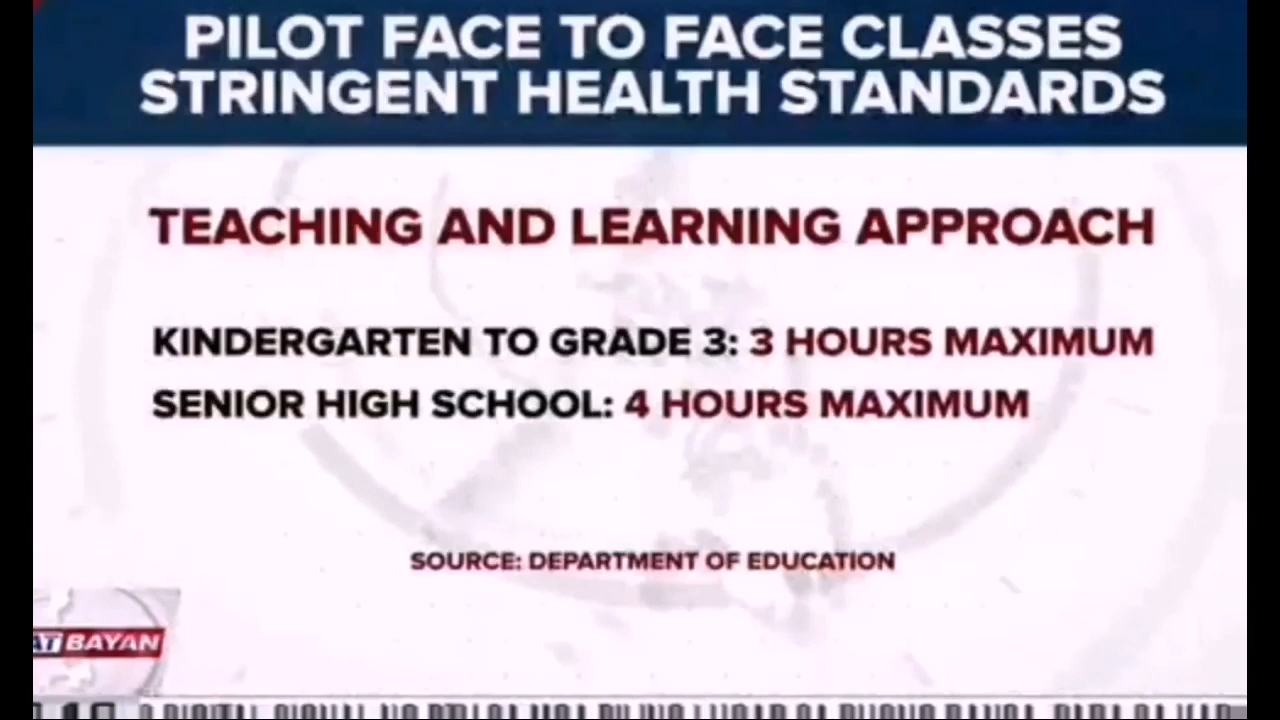 PILOT FACE TO FACE CLASSES
STRINGENT HEALTH STANDARDS
TEACHING AND LEARNING APPROACH
KINDERGARTEN TO GRADE 3: 3 HOURS MAXIMUM
SENIOR HIGH SCHOOL: 4 HOURS MAXIMUM
SOURCE: DEPARTMENT OF EDUCATION
AT BAYAN